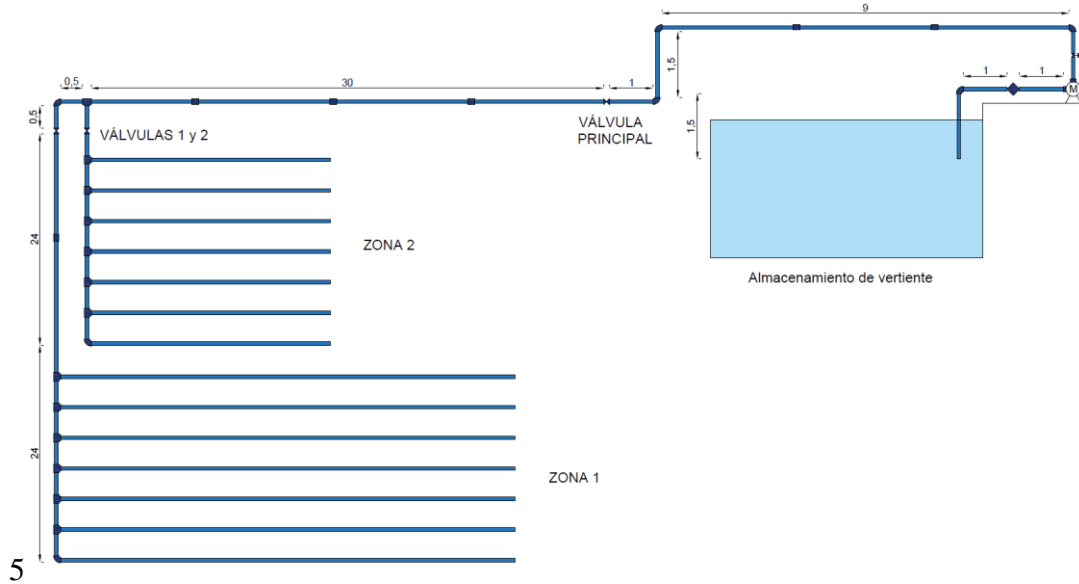 9
1,5
1
1
M
1,5
0,5
30
1
0,5
VÁLVULAS 1 y 2
VÁLVULA
PRINCIPAL
24
ZONA 2
Almacenamiento de vertiente
24
ZONA 1
5